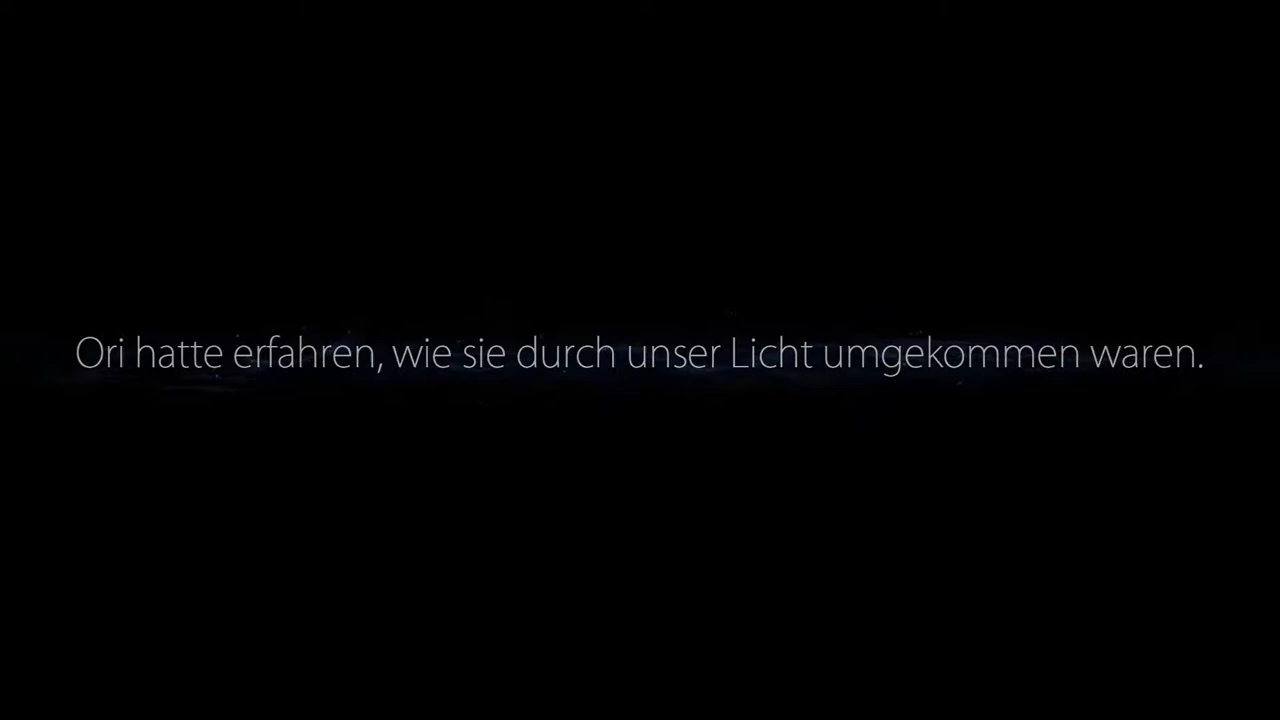 Ori hatte erfahren, wie sie durch unser Licht umgekommen waren.